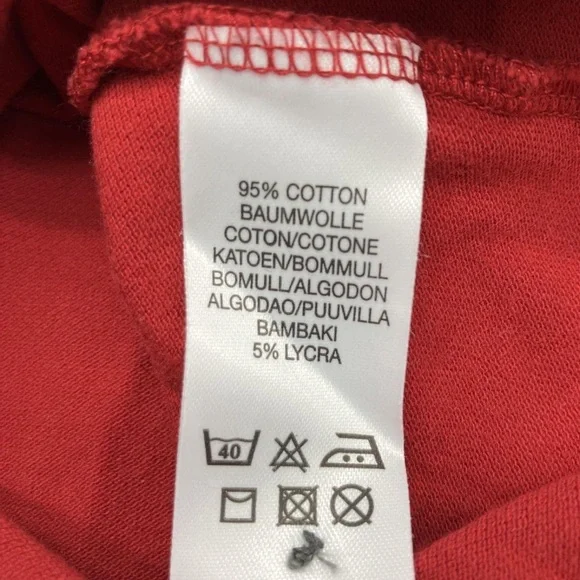 95% COTTON
BAUMWOLLE
COTON/COTONE
KATOEN/BOMMULL
BOMULL/ALGODON
ALGODAO/PUUVILLA
BAMBAKI
5% LYCRA
40